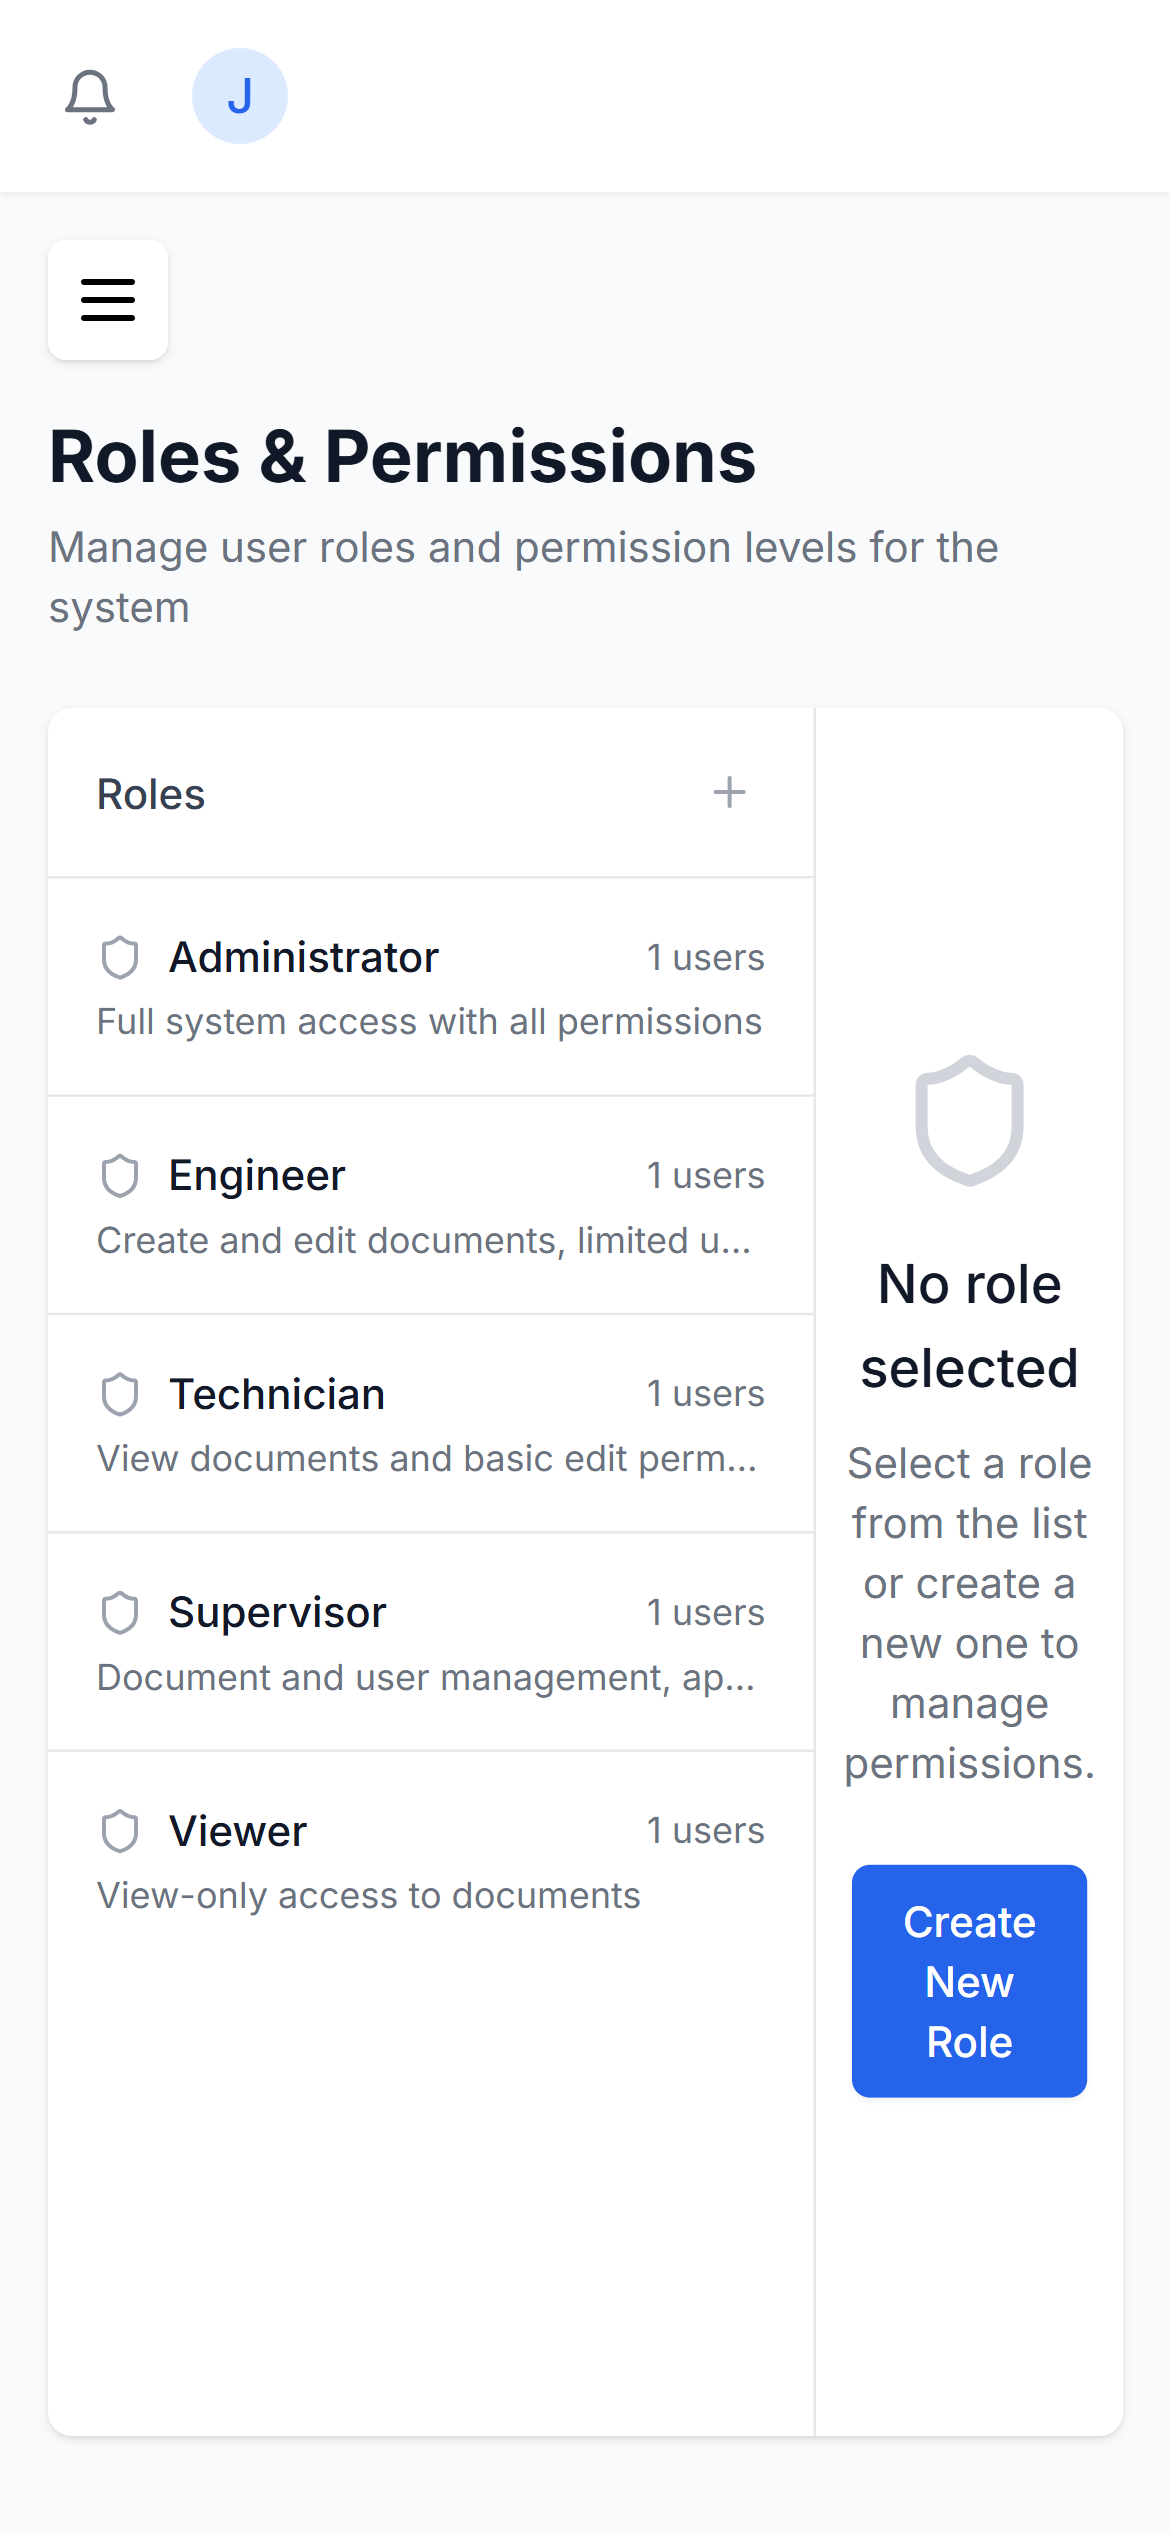 J
Roles & Permissions
Manage user roles and permission levels for the
system
Roles
Administrator
1 users
Full system access with all permissions
Engineer
1 users
Create and edit documents, limited u...
Technician
1 users
View documents and basic edit perm...
Supervisor
1 users
Document and user management, ap...
Viewer
1 users
View-only access to documents
No role
selected
Select a role
from the list
or create a
new one to
manage
permissions.
Create
New
Role